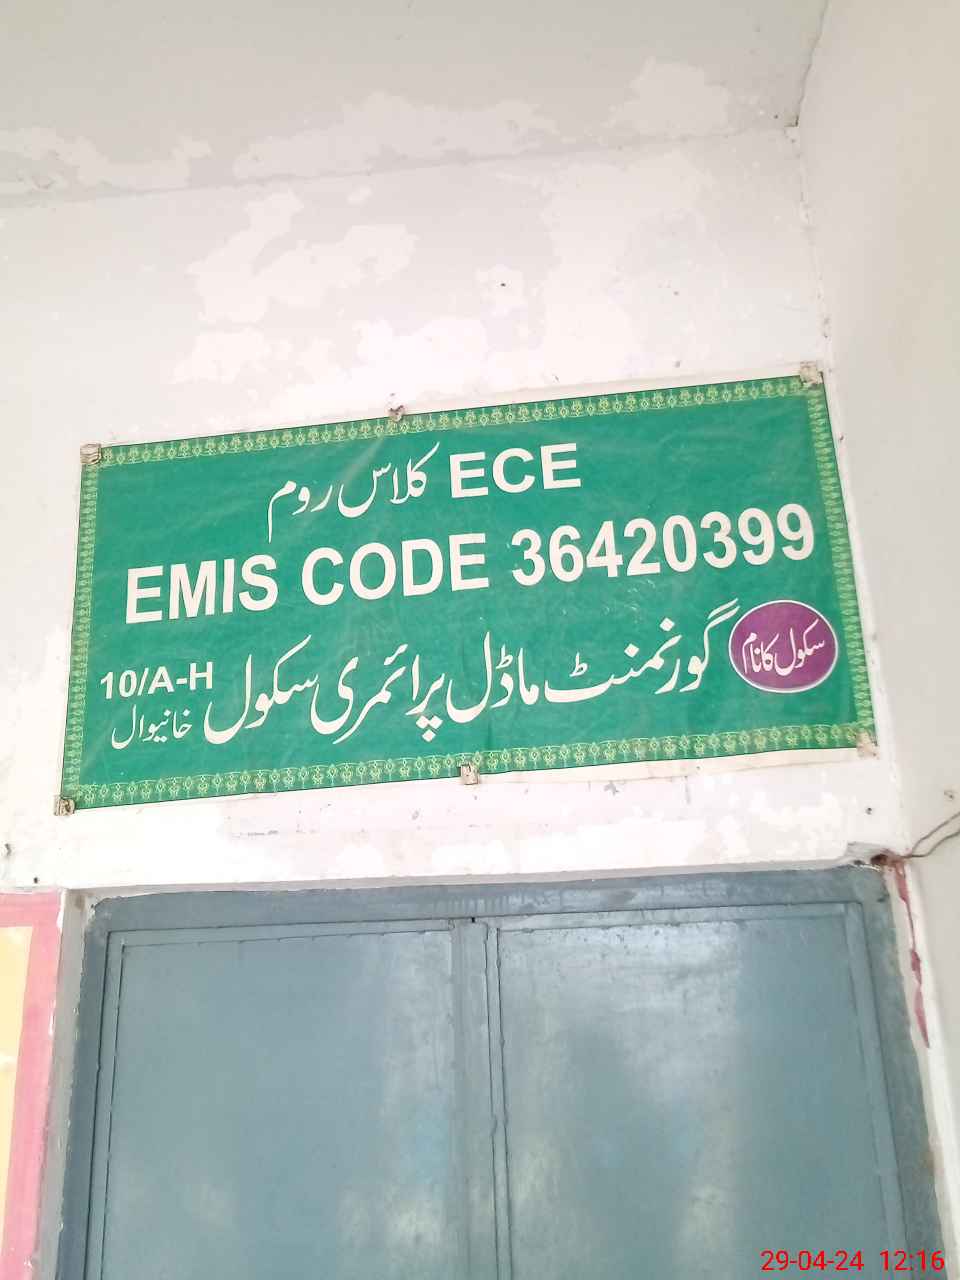 ECE کلاس روم
EMIS CODE 36420399
سکول کا نام
گورنمنٹ ماڈل پرائمری سکول
10/A-H
خانیوال
29-04-24 12:16